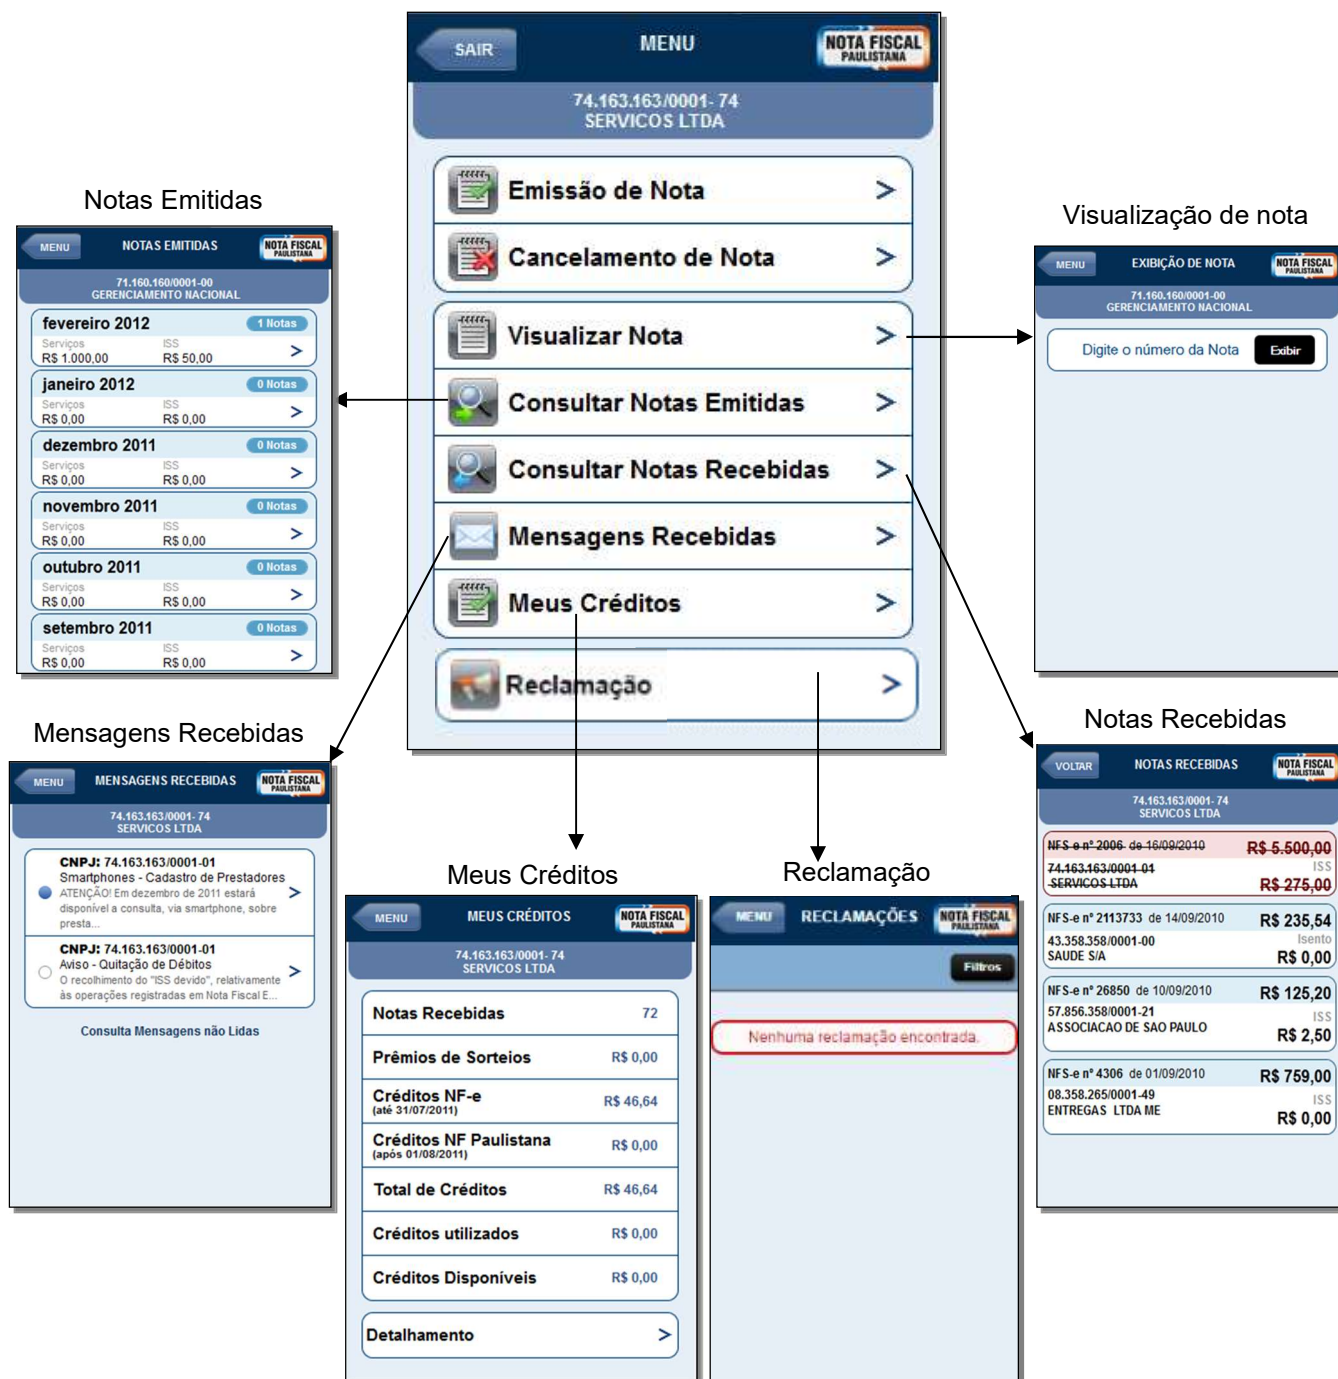 SAIR
MENU
NOTA FISCAL
PAULISTANA
74.163.163/0001- 74
SERVICOS LTDA
Emissão de Nota
Cancelamento de Nota
Visualizar Nota
Consultar Notas Emitidas
Consultar Notas Recebidas
Mensagens Recebidas
Meus Créditos
Reclamação
Notas Emitidas
MENU
NOTAS EMITIDAS
NOTA FISCAL
PAULISTANA
71.160.160/0001-00
GERENCIAMENTO NACIONAL
fevereiro 2012 1 Notas
Serviços ISS
R$ 1.000,00 R$ 50,00
janeiro 2012 0 Notas
Serviços ISS
R$ 0,00 R$ 0,00
dezembro 2011 0 Notas
Serviços ISS
R$ 0,00 R$ 0,00
novembro 2011 0 Notas
Serviços ISS
R$ 0,00 R$ 0,00
outubro 2011 0 Notas
Serviços ISS
R$ 0,00 R$ 0,00
setembro 2011 0 Notas
Serviços ISS
R$ 0,00 R$ 0,00
Visualização de nota
MENU
EXIBIÇÃO DE NOTA
NOTA FISCAL
PAULISTANA
71.160.160/0001-00
GERENCIAMENTO NACIONAL
Digite o número da Nota Exibir
Mensagens Recebidas
MENU
MENSAGENS RECEBIDAS
NOTA FISCAL
PAULISTANA
74.163.163/0001- 74
SERVICOS LTDA
CNPJ: 74.163.163/0001-01
Smartphones - Cadastro de Prestadores
ATENÇÃO! Em dezembro de 2011 estará
disponível a consulta, via smartphone, sobre
presta...
CNPJ: 74.163.163/0001-01
Aviso - Quitação de Débitos
O recolhimento do "ISS devido", relativamente
às operações registradas em Nota Fiscal E...
Consulta Mensagens não Lidas
Meus Créditos
MENU
MEUS CRÉDITOS
NOTA FISCAL
PAULISTANA
74.163.163/0001- 74
SERVICOS LTDA
Notas Recebidas 72
Prêmios de Sorteios R$ 0,00
Créditos NF-e R$ 46,64
(até 31/07/2011)
Créditos NF Paulistana R$ 0,00
(após 01/08/2011)
Total de Créditos R$ 46,64
Créditos utilizados R$ 0,00
Créditos Disponíveis R$ 0,00
Detalhamento
Reclamação
MENU
RECLAMAÇÕES
NOTA FISCAL
PAULISTANA
Filtros
Nenhuma reclamação encontrada.
Notas Recebidas
VOLTAR
NOTAS RECEBIDAS
NOTA FISCAL
PAULISTANA
74.163.163/0001- 74
SERVICOS LTDA
NFS-e nº 2006 de 16/09/2010 R$ 5.500,00
74.163.163/0001-01 ISS
SERVICOS LTDA R$ 275,00
NFS-e nº 2113733 de 14/09/2010 R$ 235,54
43.358.358/0001-00 Isento
SAUDE S/A R$ 0,00
NFS-e nº 26850 de 10/09/2010 R$ 125,20
57.856.358/0001-21 ISS
ASSOCIACAO DE SAO PAULO R$ 2,50
NFS-e nº 4306 de 01/09/2010 R$ 759,00
08.358.265/0001-49 ISS
ENTREGAS LTDA ME R$ 0,00